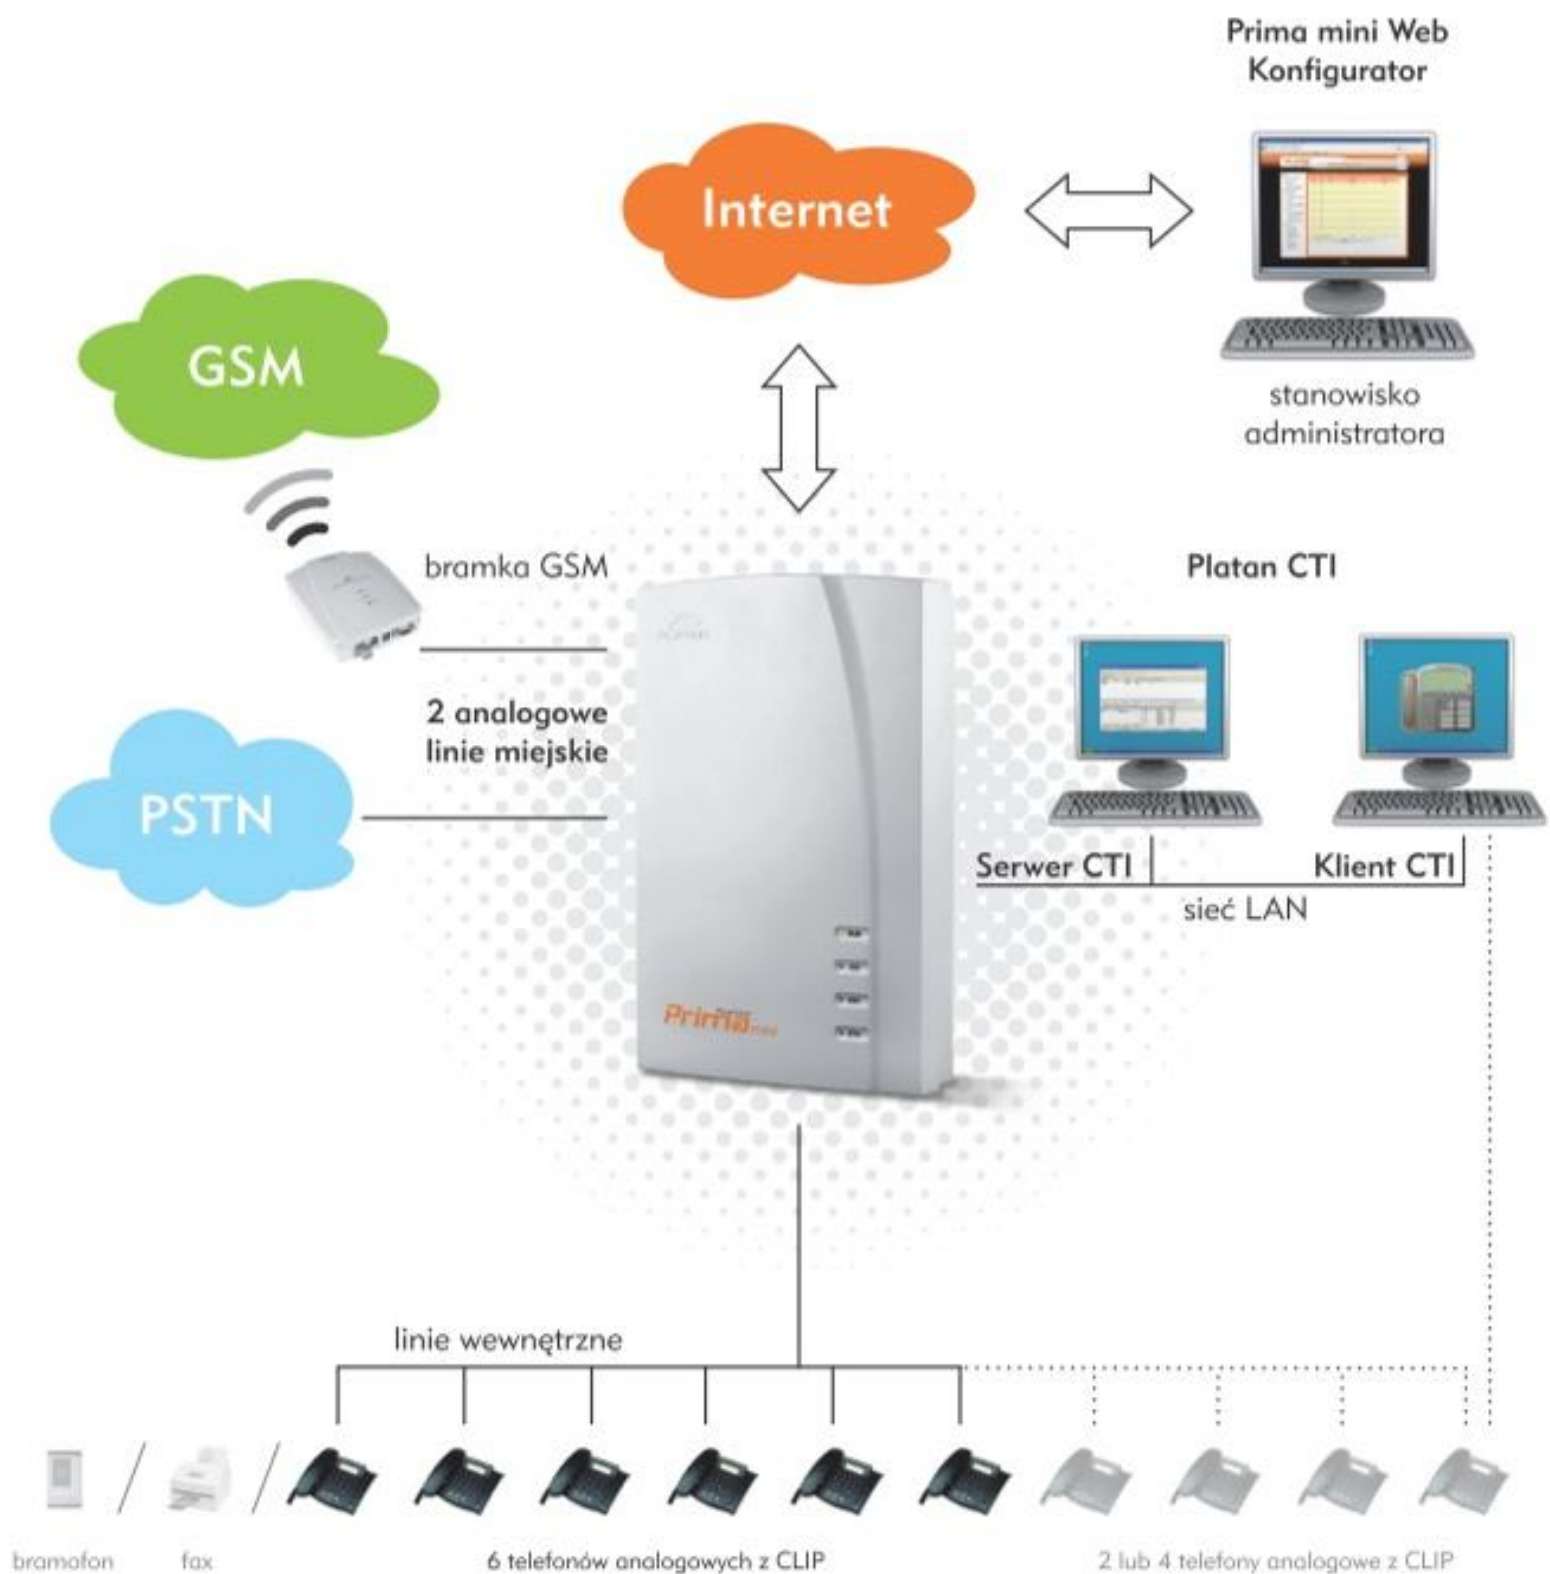 Prima mini Web
Konfigurator
Internet
GSM
stanowisko
administratora
bramka GSM
Platan CTI
2 analogowe
linie miejskie
PSTN
Serwer CTI
Klient CTI
sieć LAN
Prima
linie wewnętrzne
bramofon
fax
6 telefonów analogowych z CLIP
2 lub 4 telefony analogowe z CLIP